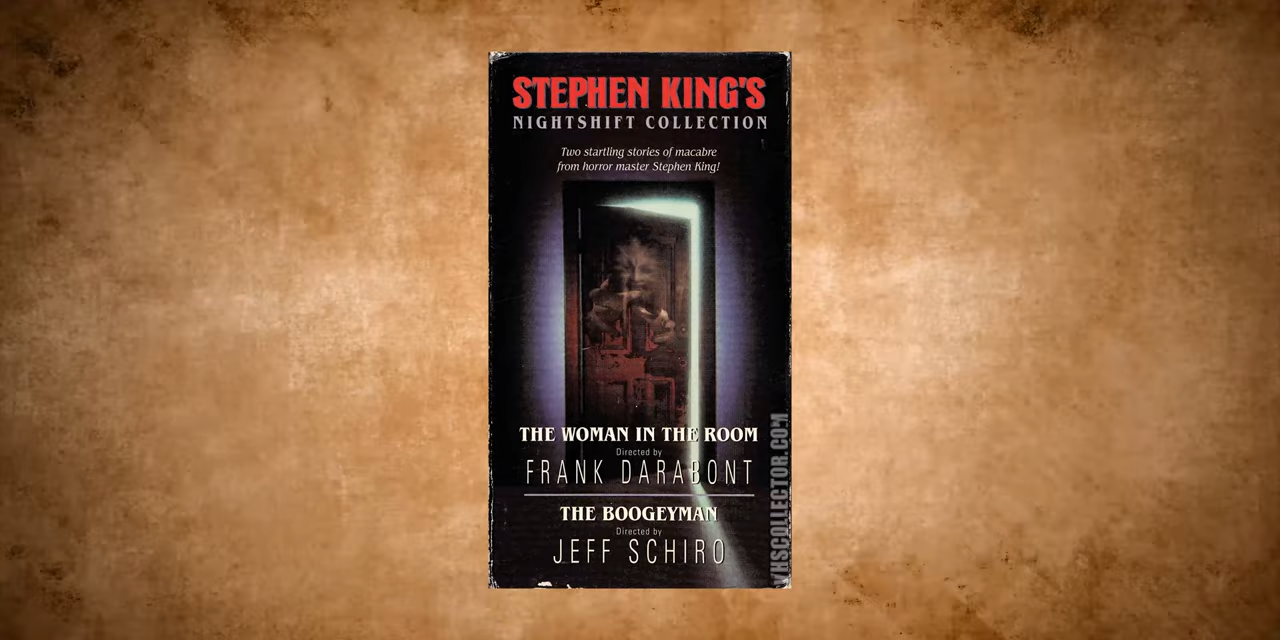 STEPHEN KING'S
NIGHTSHIFT COLLECTION
Two startling stories of macabre
from horror master Stephen King!
THE WOMAN IN THE ROOM
Directed by
FRANK DARABONT
THE BOOGEYMAN
Directed by
JEFF SCHIRO
VHSCOLLECTOR.COM